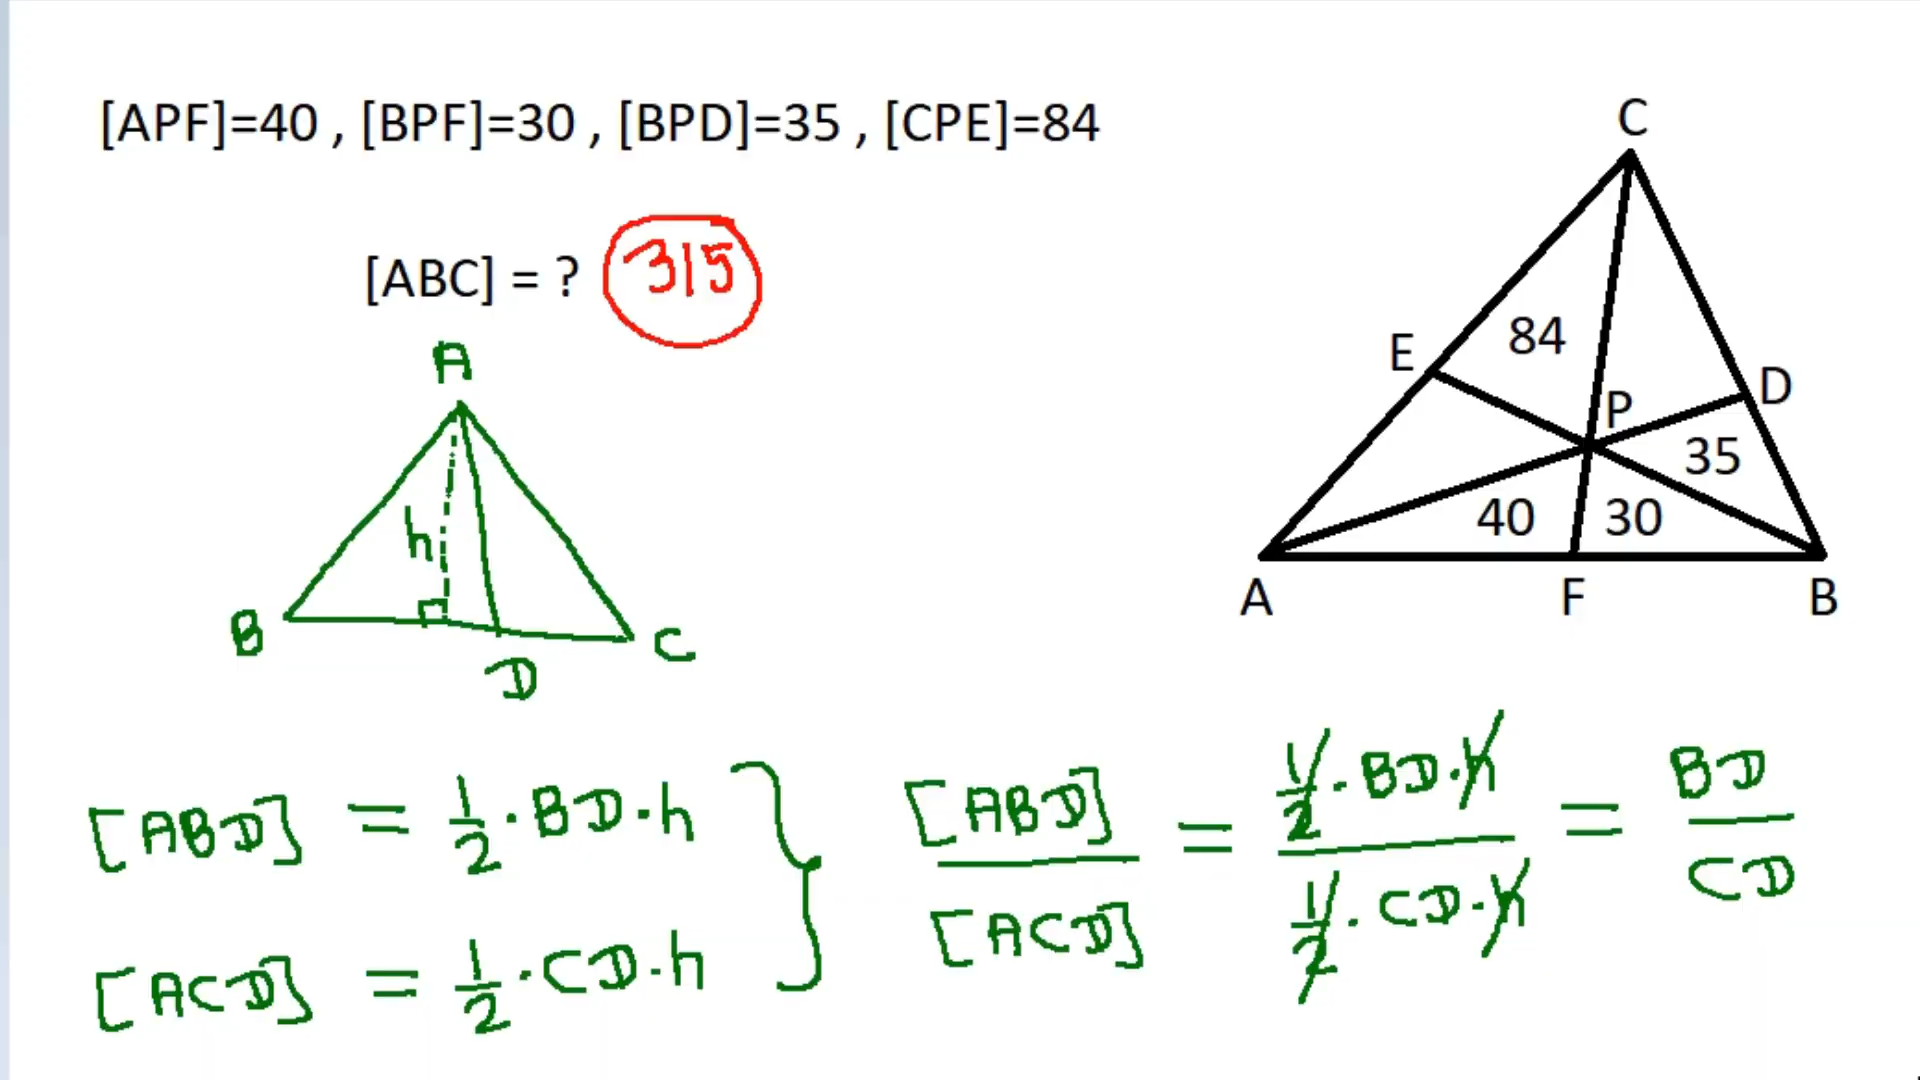 [APF]=40 , [BPF]=30 , [BPD]=35 , [CPE]=84
[ABC] = ? 315
C
E
84
D
P
35
40
30
A
F
B
A
h
B
C
D
[ABD] = 1/2 · BD · h
[ACD] = 1/2 · CD · h
[ABD]/[ACD] = (1/2 · BD · h)/(1/2 · CD · h) = BD/CD